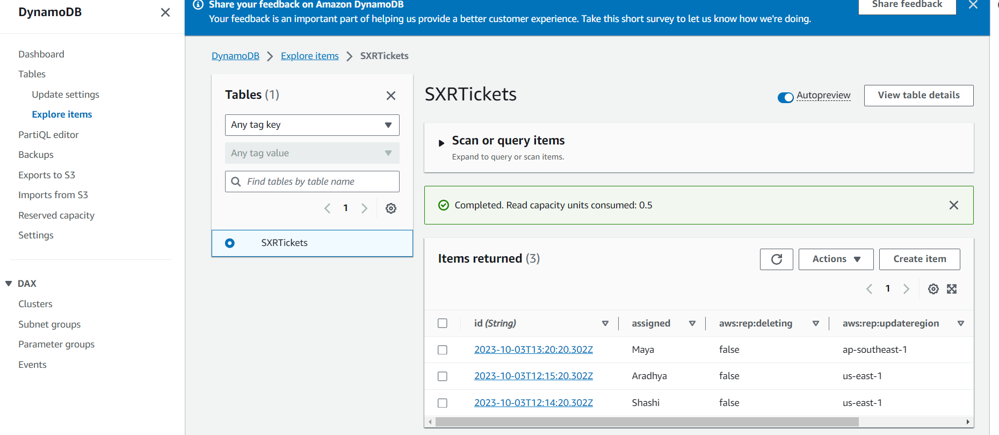 DynamoDB
Dashboard
Tables
Update settings
Explore items
PartiQL editor
Backups
Exports to S3
Imports from S3
Reserved capacity
Settings
DAX
Clusters
Subnet groups
Parameter groups
Events
Share your feedback on Amazon DynamoDB
Your feedback is an important part of helping us provide a better customer experience. Take this short survey to let us know how we're doing.
Share feedback
DynamoDB Explore items SXRTickets
Tables (1)
Any tag key
Any tag value
Find tables by table name
1
SXRTickets
SXRTickets
Autopreview
View table details
Scan or query items
Expand to query or scan items.
Completed. Read capacity units consumed: 0.5
Items returned (3)
Actions
Create item
1
id (String) assigned aws:rep:deleting aws:rep:updateregion
2023-10-03T13:20:20.302Z Maya false ap-southeast-1
2023-10-03T12:15:20.302Z Aradhya false us-east-1
2023-10-03T12:14:20.302Z Shashi false us-east-1